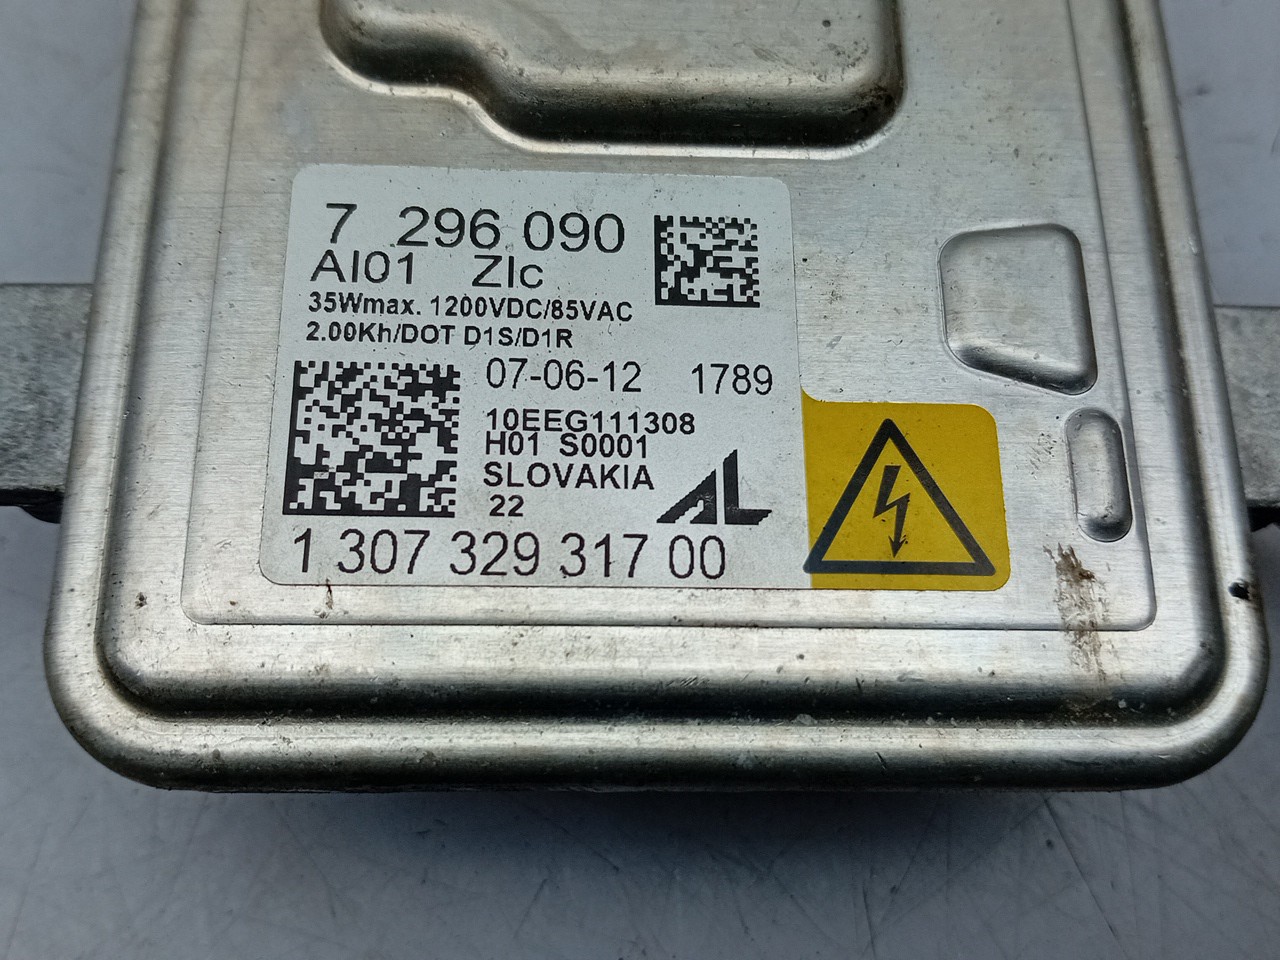 7 296 090
AI01 ZIc
35Wmax. 1200VDC/85VAC
2.00Kh/DOT D1S/D1R
07-06-12 1789
10EEG111308
H01 S0001
SLOVAKIA
22
AL
1 307 329 317 00